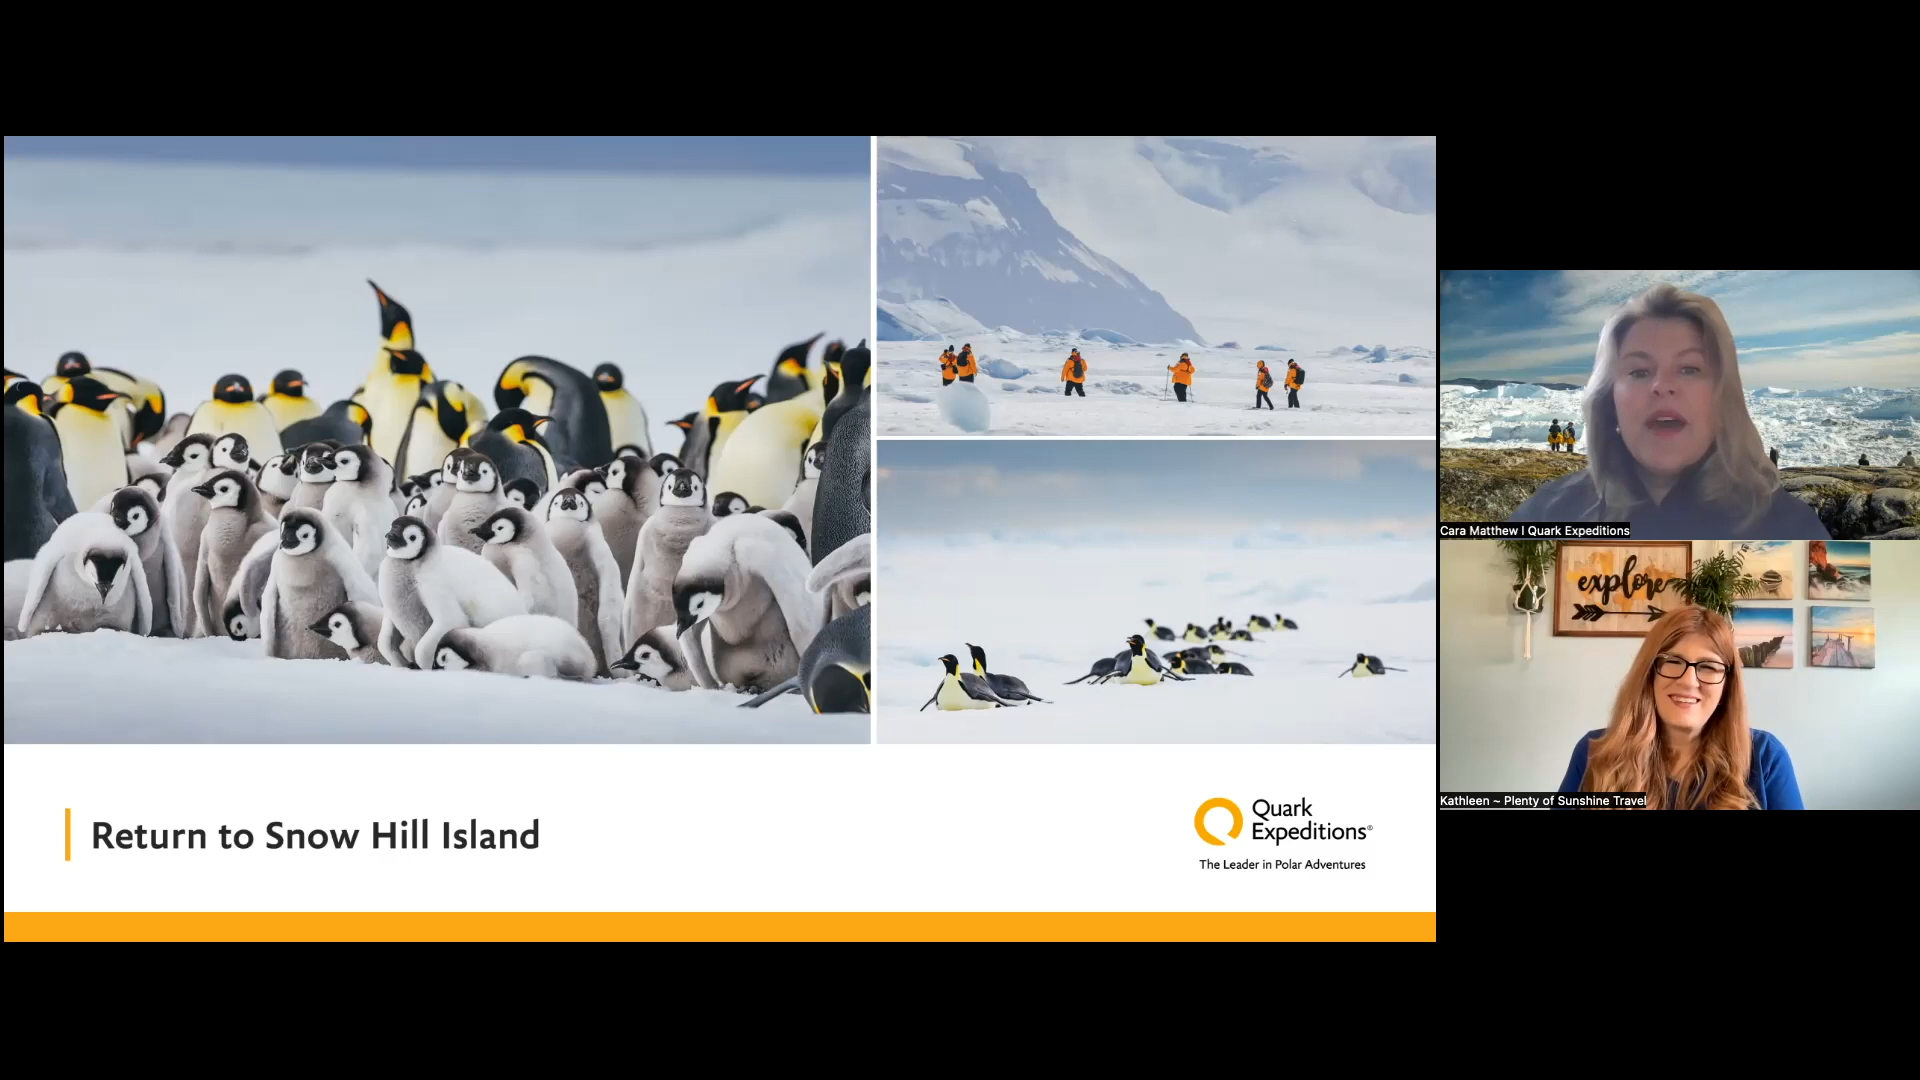 Return to Snow Hill Island
Quark
Expeditions®
The Leader in Polar Adventures
Cara Matthew | Quark Expeditions
explore
Kathleen ~ Plenty of Sunshine Travel